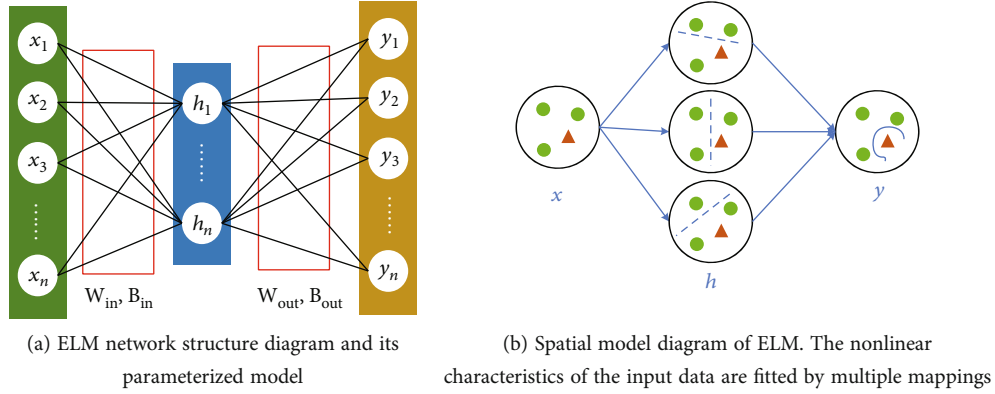 x1
x2
x3
......
xn
Win, Bin
h1
......
hn
Wout, Bout
y1
y2
y3
......
yn
(a) ELM network structure diagram and its
parameterized model
x
h
y
(b) Spatial model diagram of ELM. The nonlinear
characteristics of the input data are fitted by multiple mappings